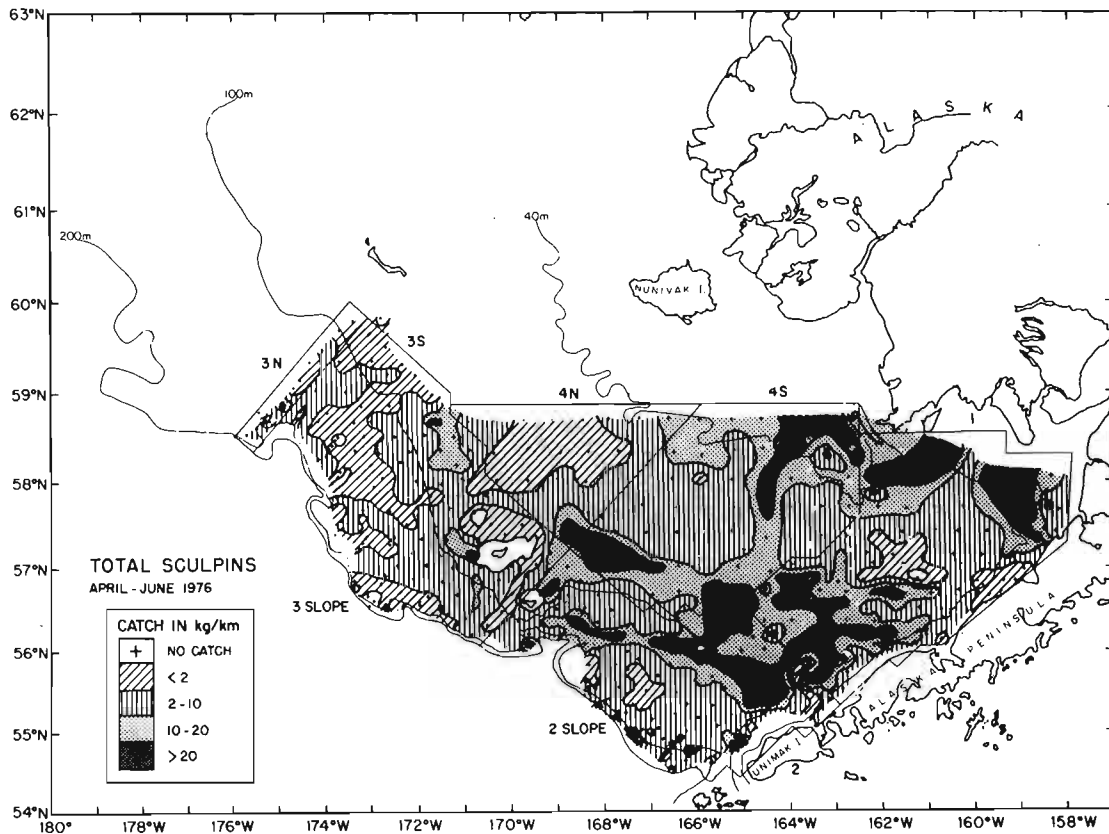 63°N
62°N
61°N
60°N
59°N
58°N
57°N
56°N
55°N
54°N
100m
200m
40m
ALASKA
NUNIVAK I.
3N
3S
4N
4S
TOTAL SCULPINS
APRIL - JUNE 1976
CATCH IN kg/km
+ NO CATCH
< 2
2 - 10
10 - 20
> 20
3 SLOPE
2 SLOPE
ALASKA PENINSULA
UNIMAK I.
2
180° 178°W 176°W 174°W 172°W 170°W 168°W 166°W 164°W 162°W 160°W 158°W